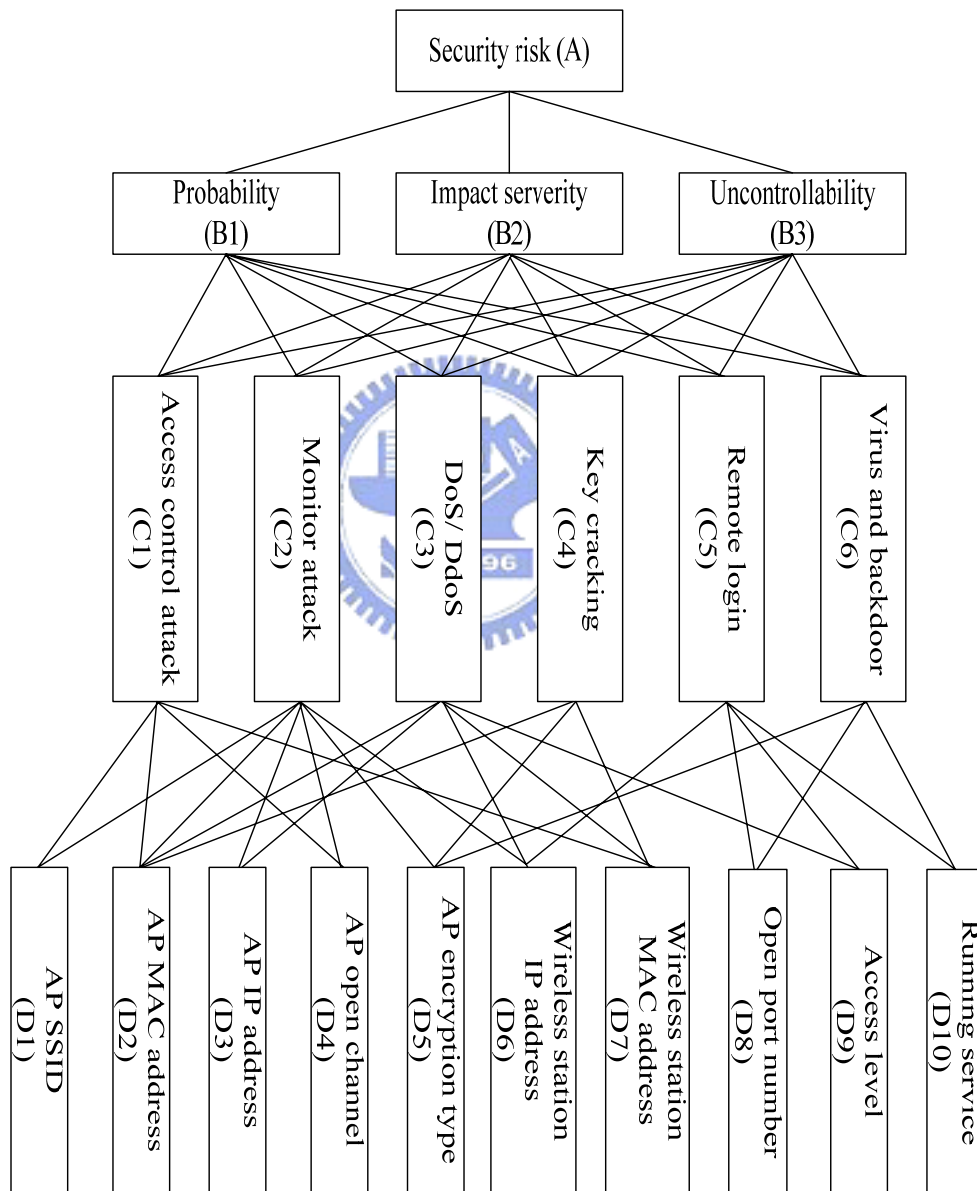 Security risk (A)
Probability
(B1)
Impact serverity
(B2)
Uncontrollability
(B3)
Access control attack
(C1)
Monitor attack
(C2)
DoS/ DdoS
(C3)
Key cracking
(C4)
Remote login
(C5)
Virus and backdoor
(C6)
A
96
AP SSID
(D1)
AP MAC address
(D2)
AP IP address
(D3)
AP open channel
(D4)
AP encryption type
(D5)
Wireless station
IP address
(D6)
Wireless station
MAC address
(D7)
Open port number
(D8)
Access level
(D9)
Running service
(D10)